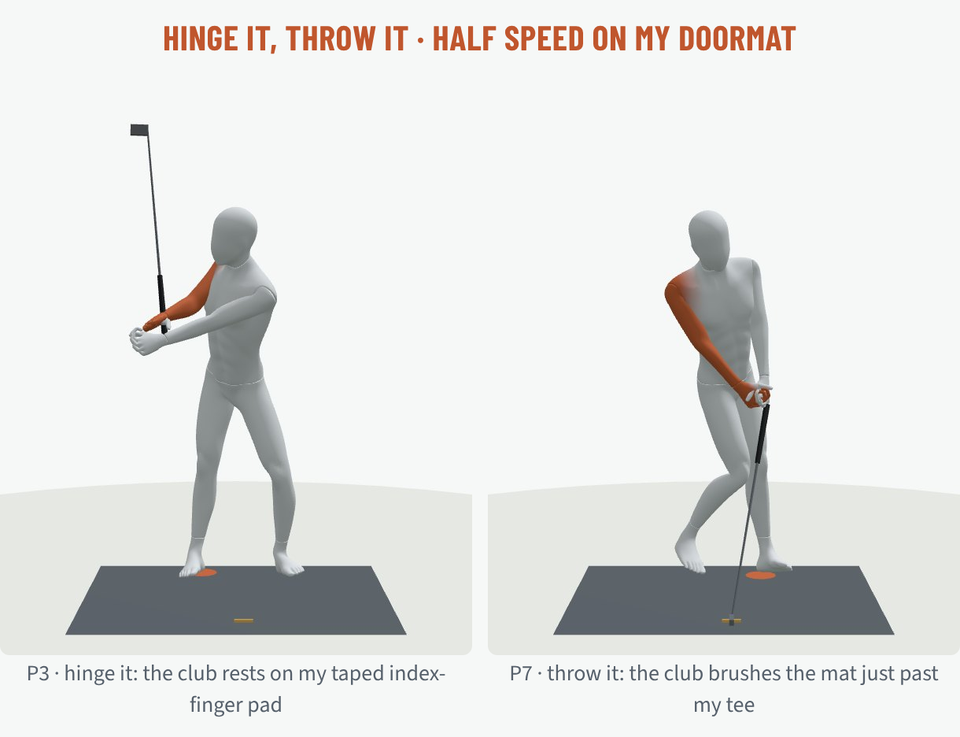 HINGE IT, THROW IT · HALF SPEED ON MY DOORMAT
P3 · hinge it: the club rests on my taped index-
finger pad
P7 · throw it: the club brushes the mat just past
my tee